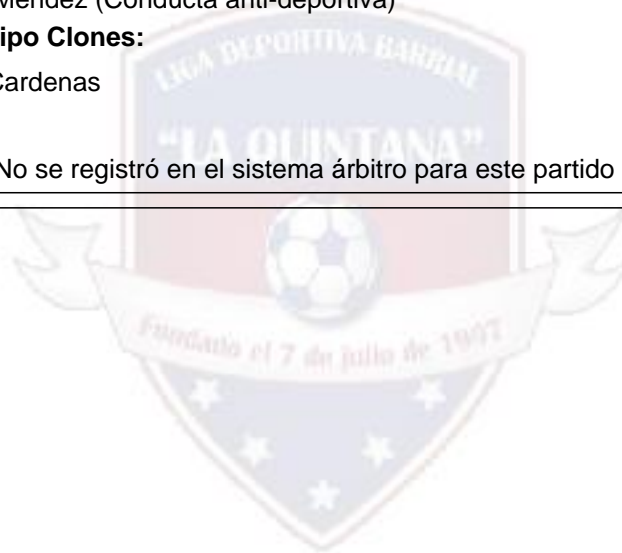 Méndez (Conducta anti-deportiva)
ipo Clones:
Cardenas
LIGA DEPORTIVA BARRIAL
"LA QUINTANA"
No se registró en el sistema árbitro para este partido
Fundado el 7 de julio de 1997